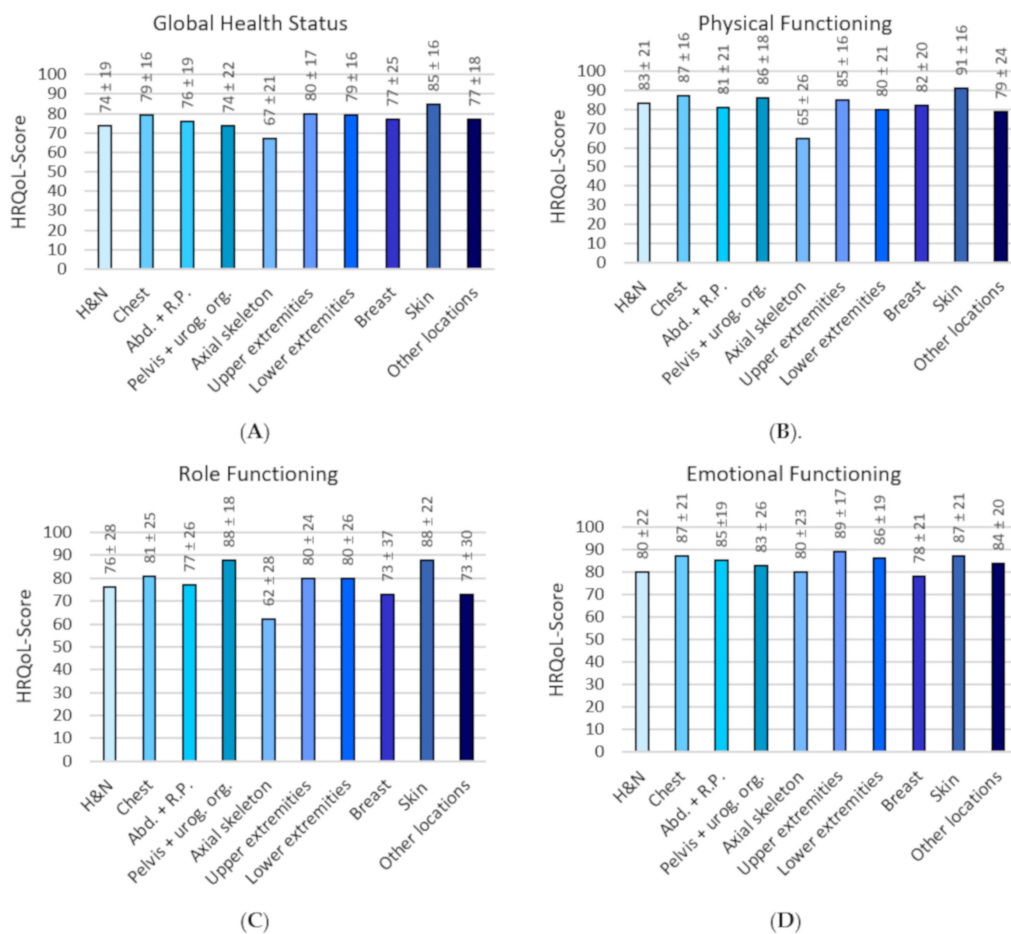 Global Health Status
HRQoL-Score
100
90
80
70
60
50
40
30
20
10
0
74 ± 19
79 ± 16
76 ± 19
74 ± 22
67 ± 21
80 ± 17
79 ± 16
77 ± 25
85 ± 16
77 ± 18
H&N
Chest
Abd. + R.P.
Pelvis + urog. org.
Axial skeleton
Upper extremities
Lower extremities
Breast
Skin
Other locations
(A)
Physical Functioning
HRQoL-Score
100
90
80
70
60
50
40
30
20
10
0
83 ± 21
87 ± 16
81 ± 21
86 ± 18
65 ± 26
85 ± 16
80 ± 21
82 ± 20
91 ± 16
79 ± 24
H&N
Chest
Abd. + R.P.
Pelvis + urog. org.
Axial skeleton
Upper extremities
Lower extremities
Breast
Skin
Other locations
(B).
Role Functioning
HRQoL-Score
100
90
80
70
60
50
40
30
20
10
0
76 ± 28
81 ± 25
77 ± 26
88 ± 18
62 ± 28
80 ± 24
80 ± 26
73 ± 37
88 ± 22
73 ± 30
H&N
Chest
Abd. + R.P.
Pelvis + urog. org.
Axial skeleton
Upper extremities
Lower extremities
Breast
Skin
Other locations
(C)
Emotional Functioning
HRQoL-Score
100
90
80
70
60
50
40
30
20
10
0
80 ± 22
87 ± 21
85 ±19
83 ± 26
80 ± 23
89 ± 17
86 ± 19
78 ± 21
87 ± 21
84 ± 20
H&N
Chest
Abd. + R.P.
Pelvis + urog. org.
Axial skeleton
Upper extremities
Lower extremities
Breast
Skin
Other locations
(D)